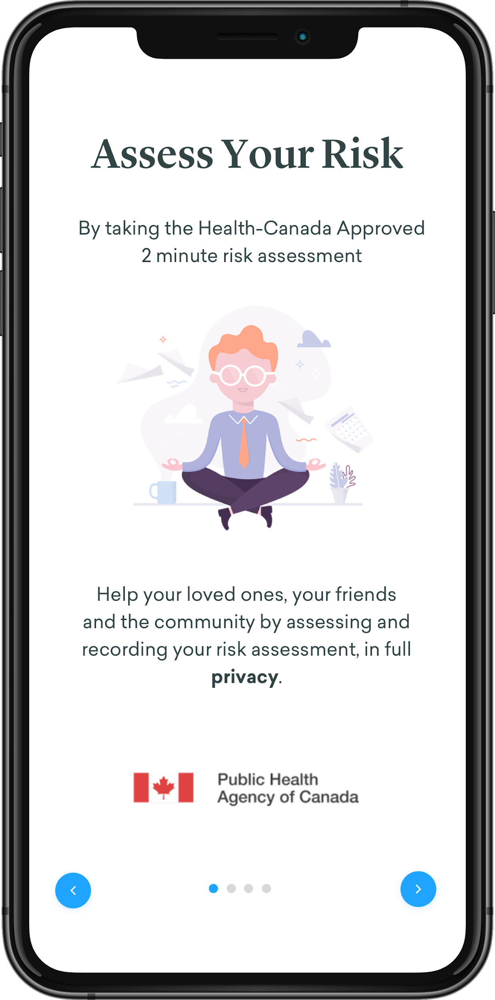 Assess Your Risk
By taking the Health-Canada Approved
2 minute risk assessment
Help your loved ones, your friends
and the community by assessing and
recording your risk assessment, in full
privacy.
Public Health
Agency of Canada